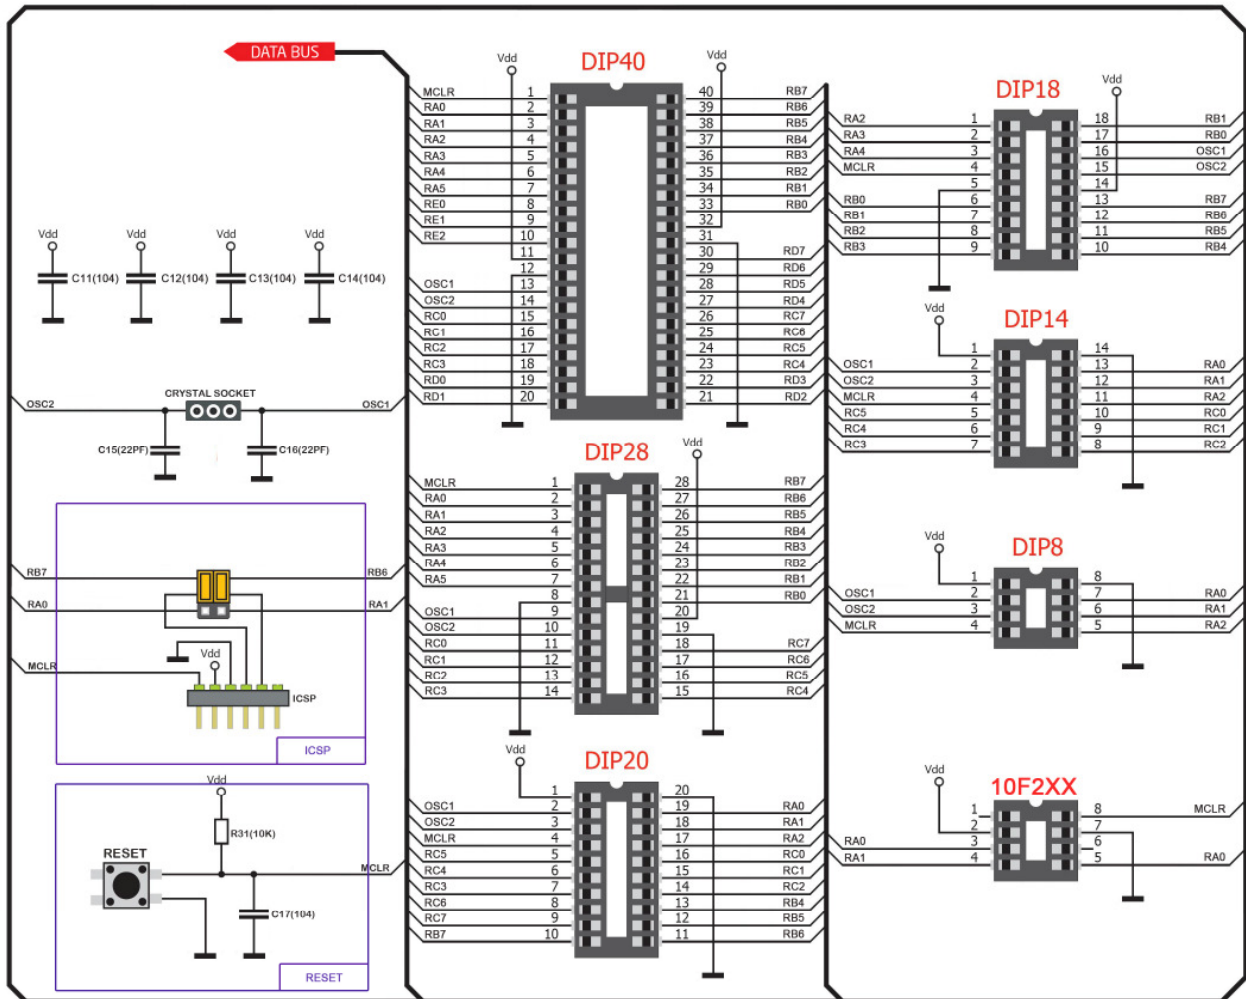 DATA BUS
Vdd Vdd Vdd Vdd
C11(104) C12(104) C13(104) C14(104)
CRYSTAL SOCKET
OSC2 OSC1
C15(22PF) C16(22PF)
RB7 RB6
RA0 RA1
Vdd
MCLR
ICSP
ICSP
Vdd
R31(10K)
RESET
MCLR
C17(104)
RESET
DIP40
Vdd Vdd
MCLR 1 40 RB7
RA0 2 39 RB6
RA1 3 38 RB5
RA2 4 37 RB4
RA3 5 36 RB3
RA4 6 35 RB2
RA5 7 34 RB1
RE0 8 33 RB0
RE1 9 32
RE2 10 31
11 30 RD7
12 29 RD6
OSC1 13 28 RD5
OSC2 14 27 RD4
RC0 15 26 RC7
RC1 16 25 RC6
RC2 17 24 RC5
RC3 18 23 RC4
RD0 19 22 RD3
RD1 20 21 RD2
DIP28
Vdd
MCLR 1 28 RB7
RA0 2 27 RB6
RA1 3 26 RB5
RA2 4 25 RB4
RA3 5 24 RB3
RA4 6 23 RB2
RA5 7 22 RB1
8 21 RB0
OSC1 9 20
OSC2 10 19
RC0 11 18 RC7
RC1 12 17 RC6
RC2 13 16 RC5
RC3 14 15 RC4
DIP20
Vdd
1 20
OSC1 2 19 RA0
OSC2 3 18 RA1
MCLR 4 17 RA2
RC5 5 16 RC0
RC4 6 15 RC1
RC3 7 14 RC2
RC6 8 13 RB4
RC7 9 12 RB5
RB7 10 11 RB6
DIP18
Vdd
RA2 1 18 RB1
RA3 2 17 RB0
RA4 3 16 OSC1
MCLR 4 15 OSC2
5 14
RB0 6 13 RB7
RB1 7 12 RB6
RB2 8 11 RB5
RB3 9 10 RB4
DIP14
Vdd
1 14
OSC1 2 13 RA0
OSC2 3 12 RA1
MCLR 4 11 RA2
RC5 5 10 RC0
RC4 6 9 RC1
RC3 7 8 RC2
DIP8
Vdd
1 8
OSC1 2 7 RA0
OSC2 3 6 RA1
MCLR 4 5 RA2
10F2XX
Vdd
1 8 MCLR
2 7
RA0 3 6
RA1 4 5 RA0